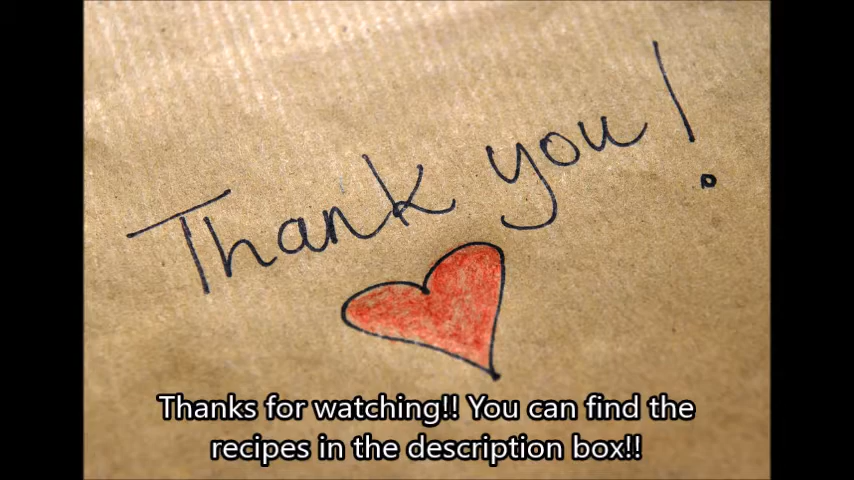 Thank you!
Thanks for watching!! You can find the
recipes in the description box!!